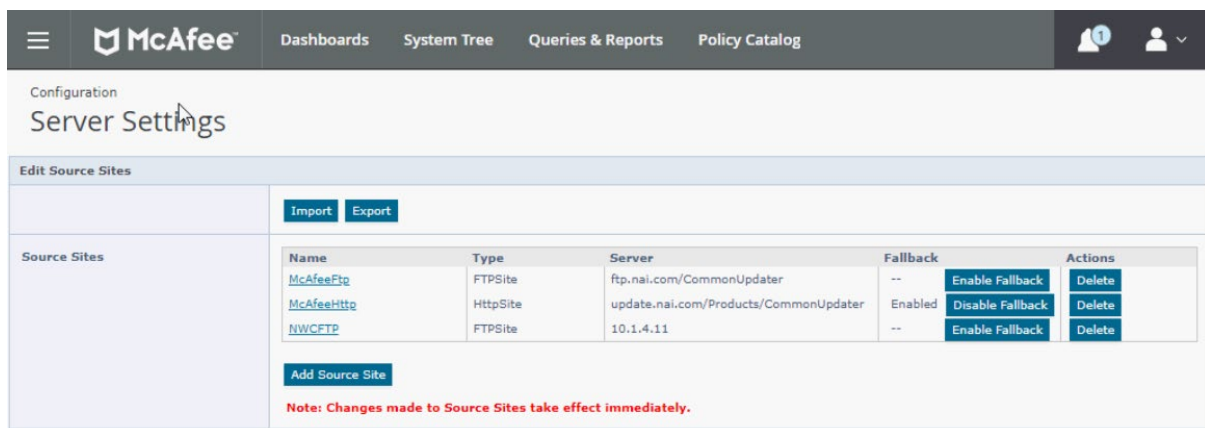 McAfee Dashboards System Tree Queries & Reports Policy Catalog 1
Configuration
Server Settings
Edit Source Sites
Import Export
Source Sites
Name Type Server Fallback Actions
McAfeeFtp FTPSite ftp.nai.com/CommonUpdater -- Enable Fallback Delete
McAfeeHttp HttpSite update.nai.com/Products/CommonUpdater Enabled Disable Fallback Delete
NWCFTP FTPSite 10.1.4.11 -- Enable Fallback Delete
Add Source Site
Note: Changes made to Source Sites take effect immediately.